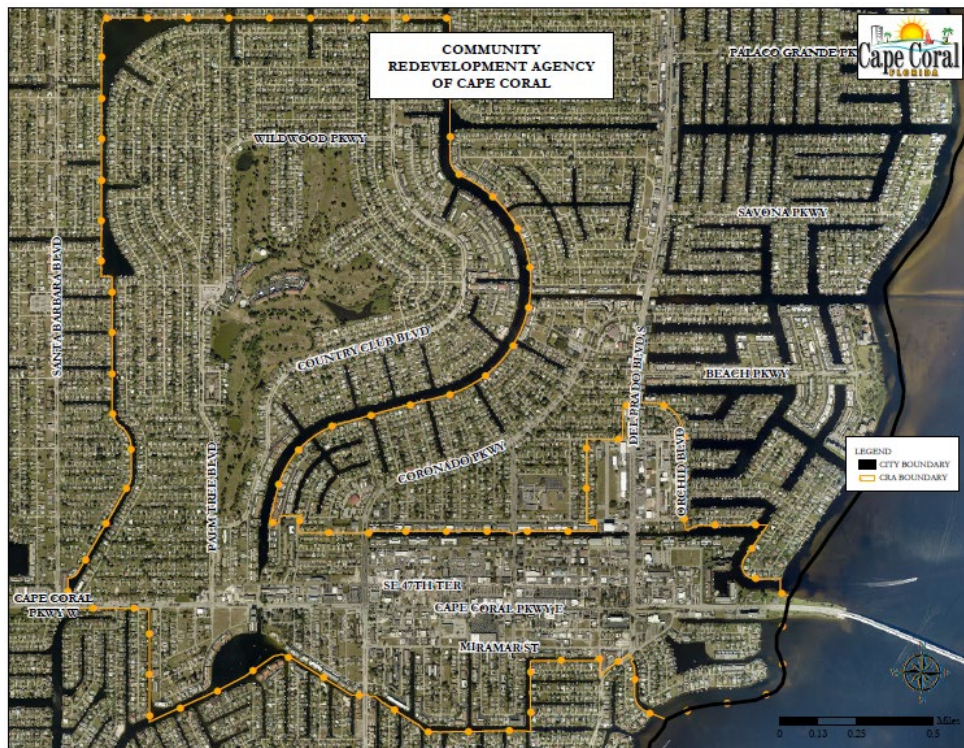 COMMUNITY
REDEVELOPMENT AGENCY
OF CAPE CORAL
PALACO GRANDE PK
Cape Coral
FLORIDA
WILDWOOD PKWY
SAVONA PKWY
SANTA BARBARA BLVD
COUNTRY CLUB BLVD
DEL PRADO BLVD S
BEACH PKWY
CORONADO PKWY
ORCHID BLVD
PALM TREE BLVD
LEGEND
CITY BOUNDARY
CRA BOUNDARY
SE 47TH TER
CAPE CORAL
PKWY W
CAPE CORAL PKWY E
MIRAMAR ST
Miles
0 0.13 0.25 0.5